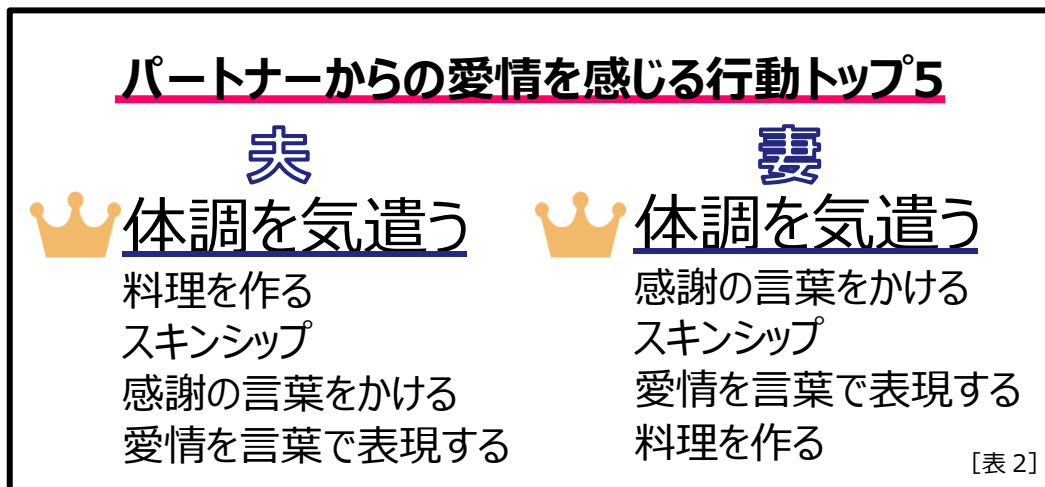 パートナーからの愛情を感じる行動トップ5
夫
体調を気遣う
料理を作る
スキンシップ
感謝の言葉をかける
愛情を言葉で表現する
妻
体調を気遣う
感謝の言葉をかける
スキンシップ
愛情を言葉で表現する
料理を作る
［表2］